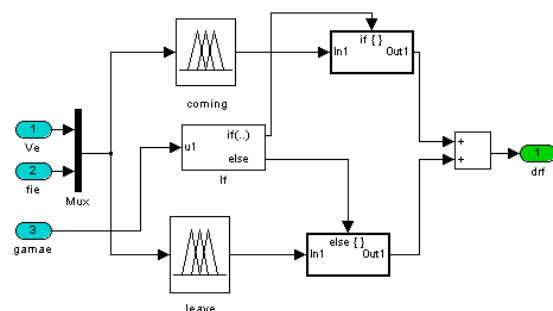 if { }
In1 Out1
coming
1
Ve
2
fie
Mux
3
gamae
u1
if(..)
else
If
+
+
1
drf
else { }
In1 Out1
leave